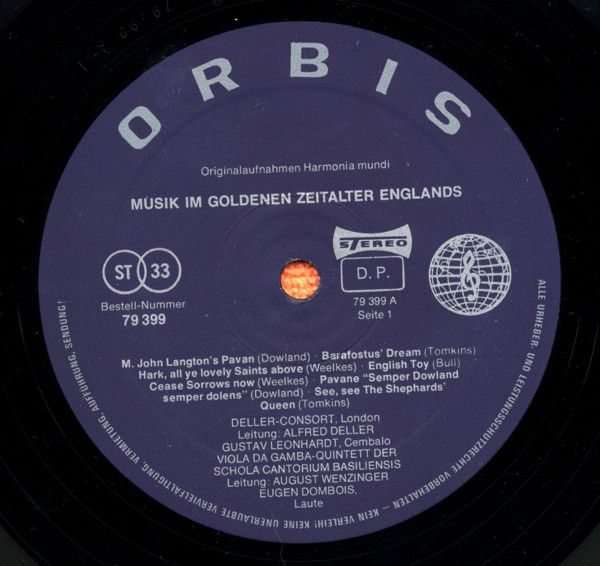 ORBIS
Originalaufnahmen Harmonia mundi
MUSIK IM GOLDENEN ZEITALTER ENGLANDS
ST 33
Bestell-Nummer
79 399
STEREO
D. P.
79 399 A
Seite 1
M. John Langton's Pavan (Dowland) · Barafostus' Dream (Tomkins)
Hark, all ye lovely Saints above (Weelkes) · English Toy (Bull)
Cease Sorrows now (Weelkes) · Pavane "Semper Dowland
semper dolens" (Dowland) · See, see The Shephards'
Queen (Tomkins)
DELLER-CONSORT, London
Leitung: ALFRED DELLER
GUSTAV LEONHARDT, Cembalo
VIOLA DA GAMBA-QUINTETT DER
SCHOLA CANTORIUM BASILIENSIS
Leitung: AUGUST WENZINGER
EUGEN DOMBOIS,
Laute
ALLE URHEBER- UND LEISTUNGSSCHUTZRECHTE VORBEHALTEN – KEIN VERLEIH! KEINE UNERLAUBTE VERVIELFÄLTIGUNG, VERMIETUNG, AUFFÜHRUNG, SENDUNG!